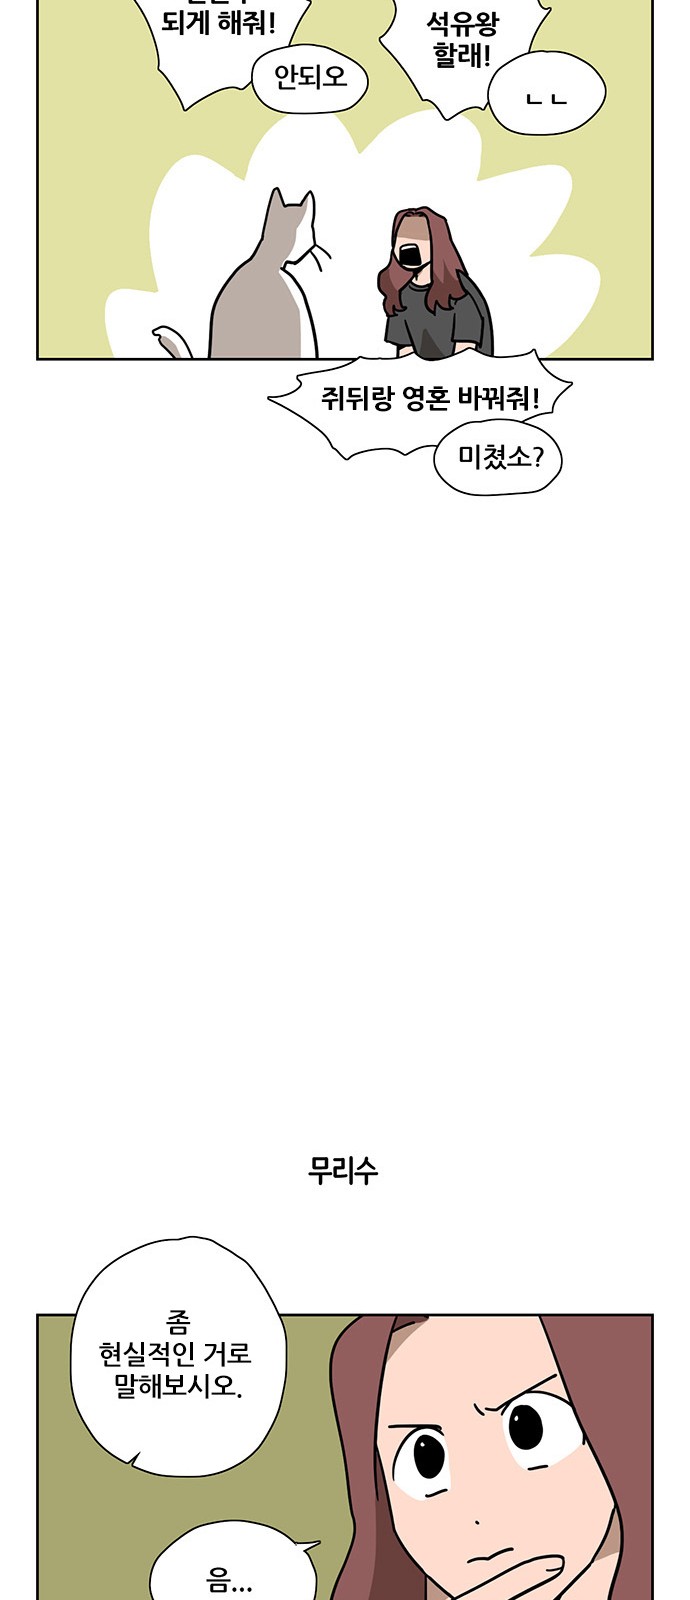 되게 해줘!
안되오
석유왕
할래!
ㄴㄴ
쥐뒤랑 영혼 바꿔줘!
미쳤소?
무리수
좀
현실적인 거로
말해보시오.
음...